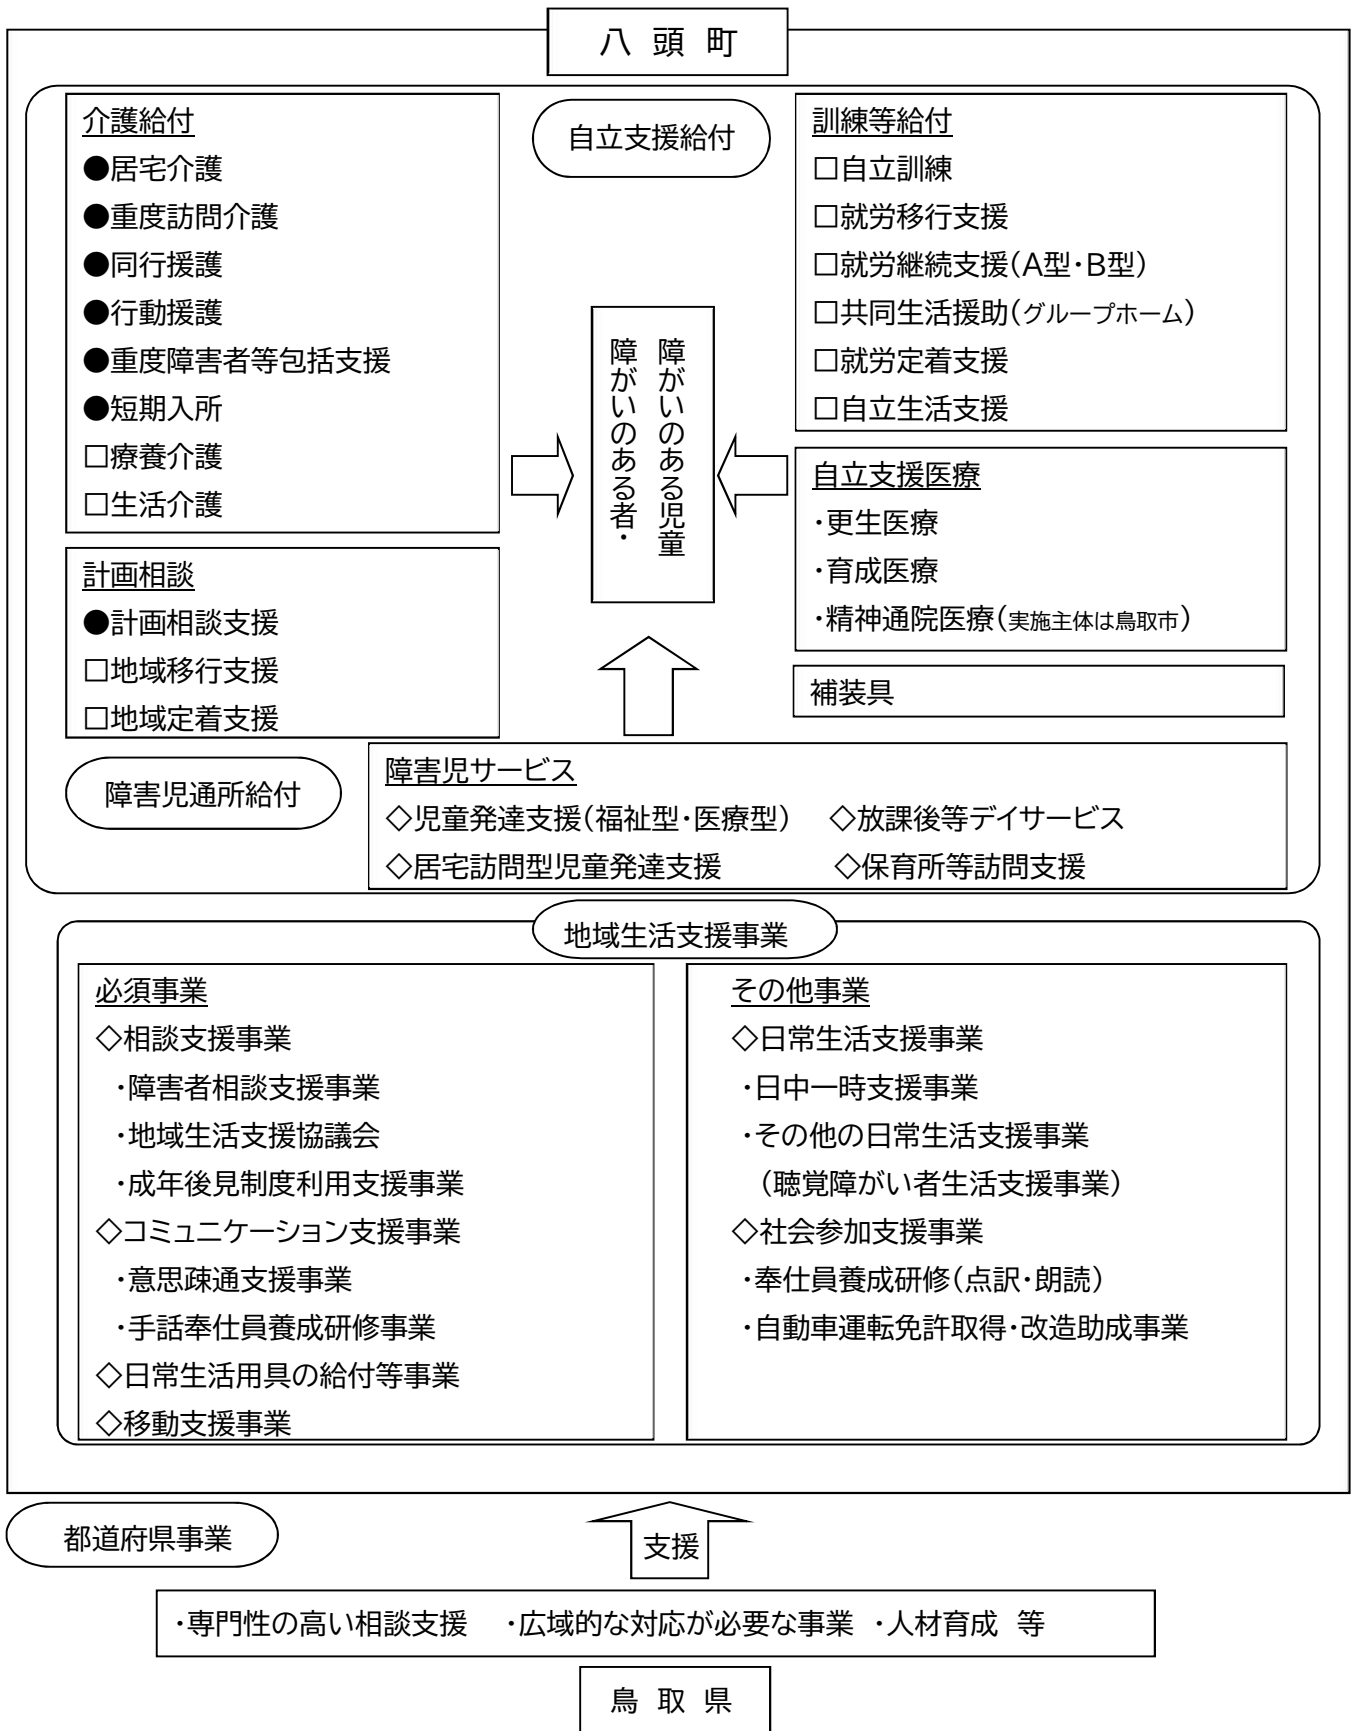 八 頭 町
介護給付
●居宅介護
●重度訪問介護
●同行援護
●行動援護
●重度障害者等包括支援
●短期入所
□療養介護
□生活介護
自立支援給付
訓練等給付
□自立訓練
□就労移行支援
□就労継続支援(A型・B型)
□共同生活援助(グループホーム)
□就労定着支援
□自立生活支援
障がいのある者・
障がいのある児童
自立支援医療
・更生医療
・育成医療
・精神通院医療(実施主体は鳥取市)
計画相談
●計画相談支援
□地域移行支援
□地域定着支援
補装具
障害児通所給付
障害児サービス
◇児童発達支援(福祉型・医療型) ◇放課後等デイサービス
◇居宅訪問型児童発達支援 ◇保育所等訪問支援
地域生活支援事業
必須事業
◇相談支援事業
・障害者相談支援事業
・地域生活支援協議会
・成年後見制度利用支援事業
◇コミュニケーション支援事業
・意思疎通支援事業
・手話奉仕員養成研修事業
◇日常生活用具の給付等事業
◇移動支援事業
その他事業
◇日常生活支援事業
・日中一時支援事業
・その他の日常生活支援事業
(聴覚障がい者生活支援事業)
◇社会参加支援事業
・奉仕員養成研修(点訳・朗読)
・自動車運転免許取得・改造助成事業
都道府県事業
支援
・専門性の高い相談支援 ・広域的な対応が必要な事業 ・人材育成 等
鳥 取 県